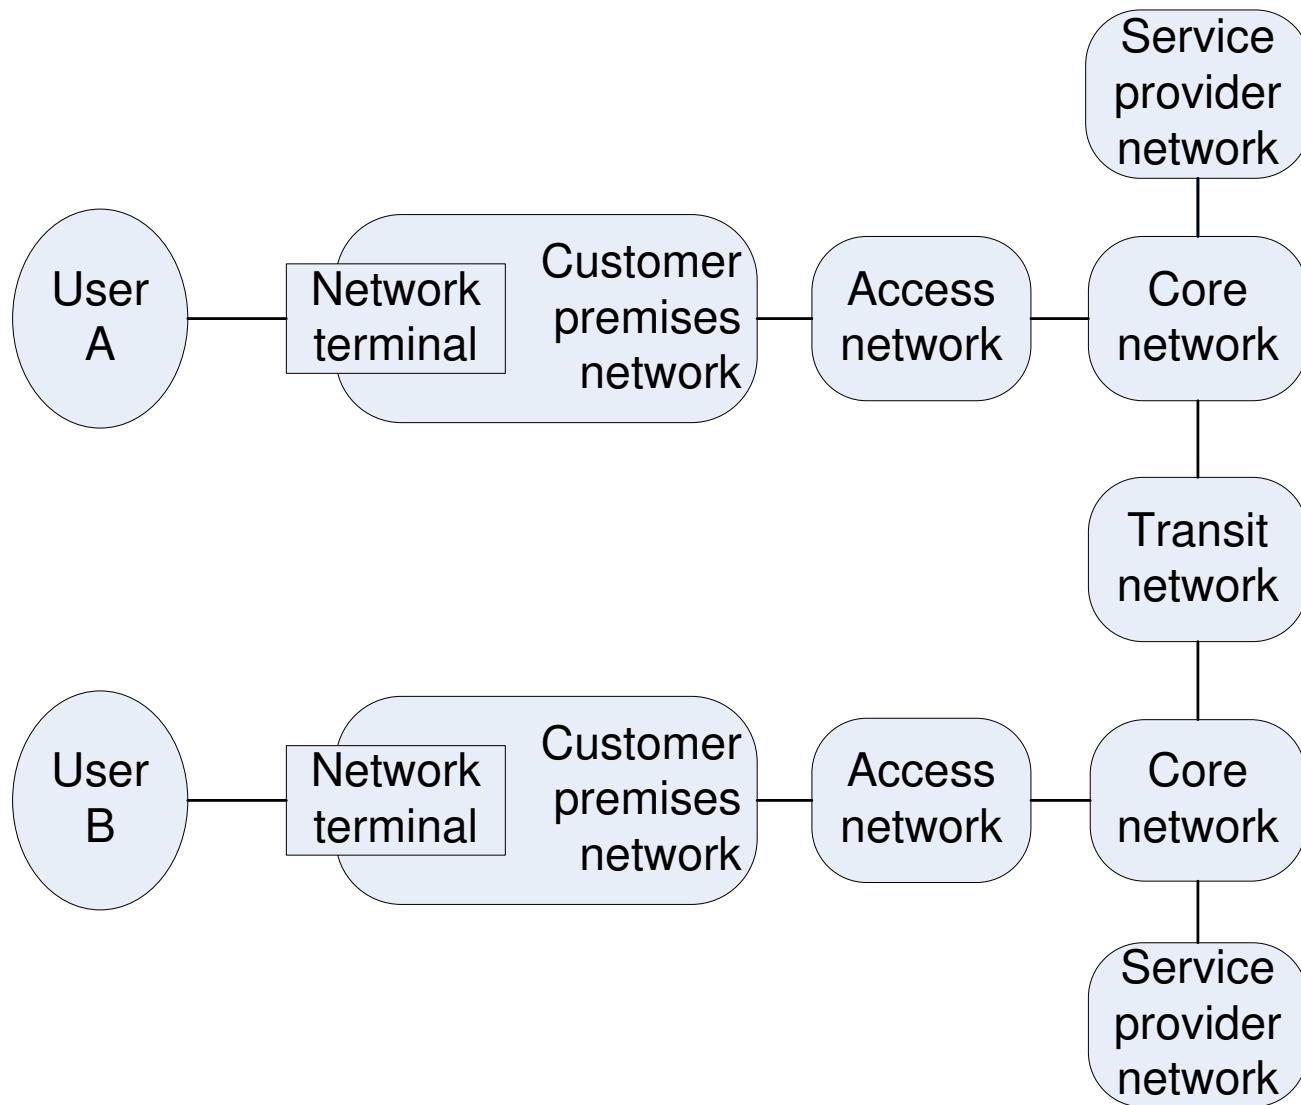 Service
provider
network
User
A
Network
terminal
Customer
premises
network
Access
network
Core
network
Transit
network
User
B
Network
terminal
Customer
premises
network
Access
network
Core
network
Service
provider
network